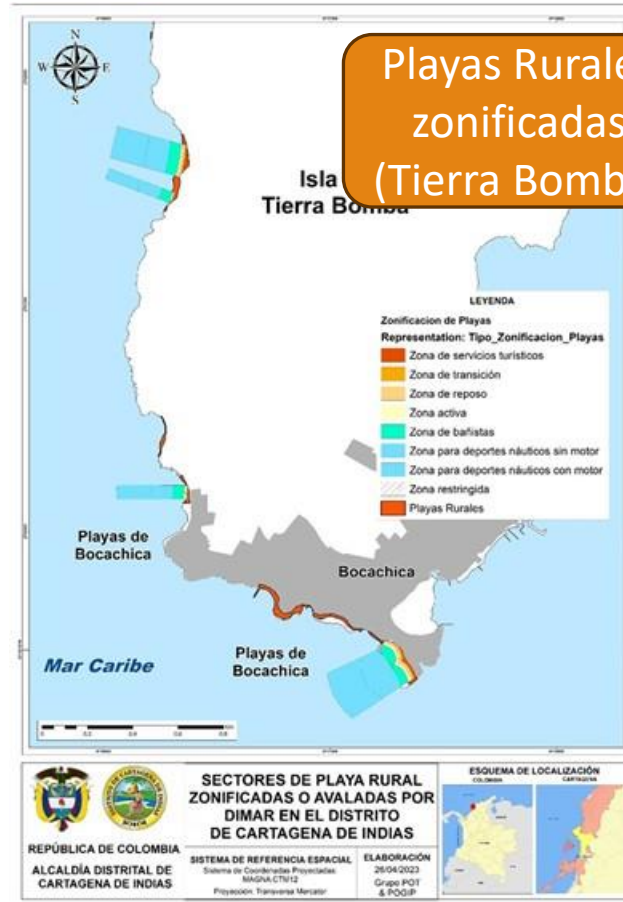 N
W E
S
Playas Rurale
zonificadas
(Tierra Bomb
Isla
Tierra Bomba
LEYENDA
Zonificacion de Playas
Representation: Tipo_Zonificacion_Playas
Zona de servicios turísticos
Zona de transición
Zona de reposo
Zona activa
Zona de bañistas
Zona para deportes náuticos sin motor
Zona para deportes náuticos con motor
Zona restringida
Playas Rurales
Playas de
Bocachica
Bocachica
Playas de
Bocachica
Mar Caribe
SECTORES DE PLAYA RURAL
ZONIFICADAS O AVALADAS POR
DIMAR EN EL DISTRITO
DE CARTAGENA DE INDIAS
REPÚBLICA DE COLOMBIA
ALCALDÍA DISTRITAL DE
CARTAGENA DE INDIAS
SISTEMA DE REFERENCIA ESPACIAL
Sistema de Coordenadas Proyectadas
MAGNA CTM12
Proyección: Transversa Mercator
ELABORACIÓN
26/04/2023
Grupo POT
& POGIP
ESQUEMA DE LOCALIZACIÓN
COLOMBIA CARTAGENA